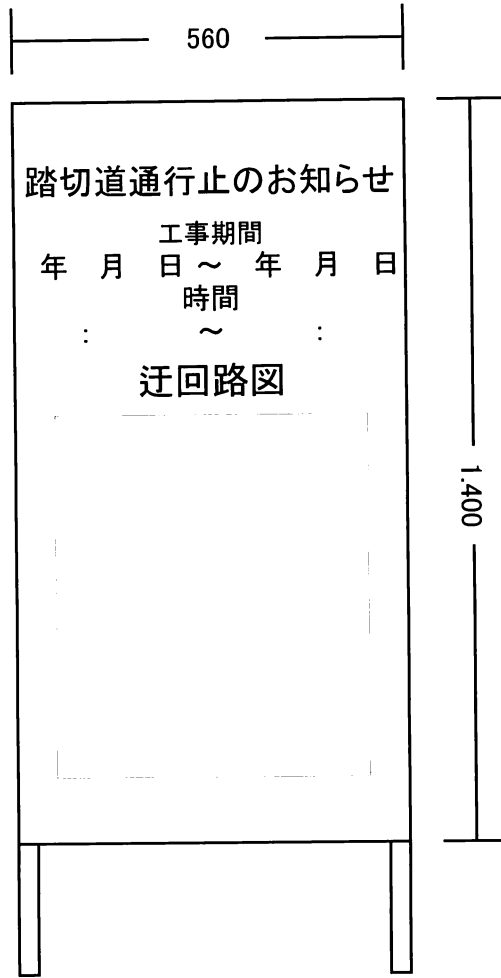 560
踏切道通行止のお知らせ
工事期間
年 月 日 ～ 年 月 日
時間
: ～ :
迂回路図
1.400